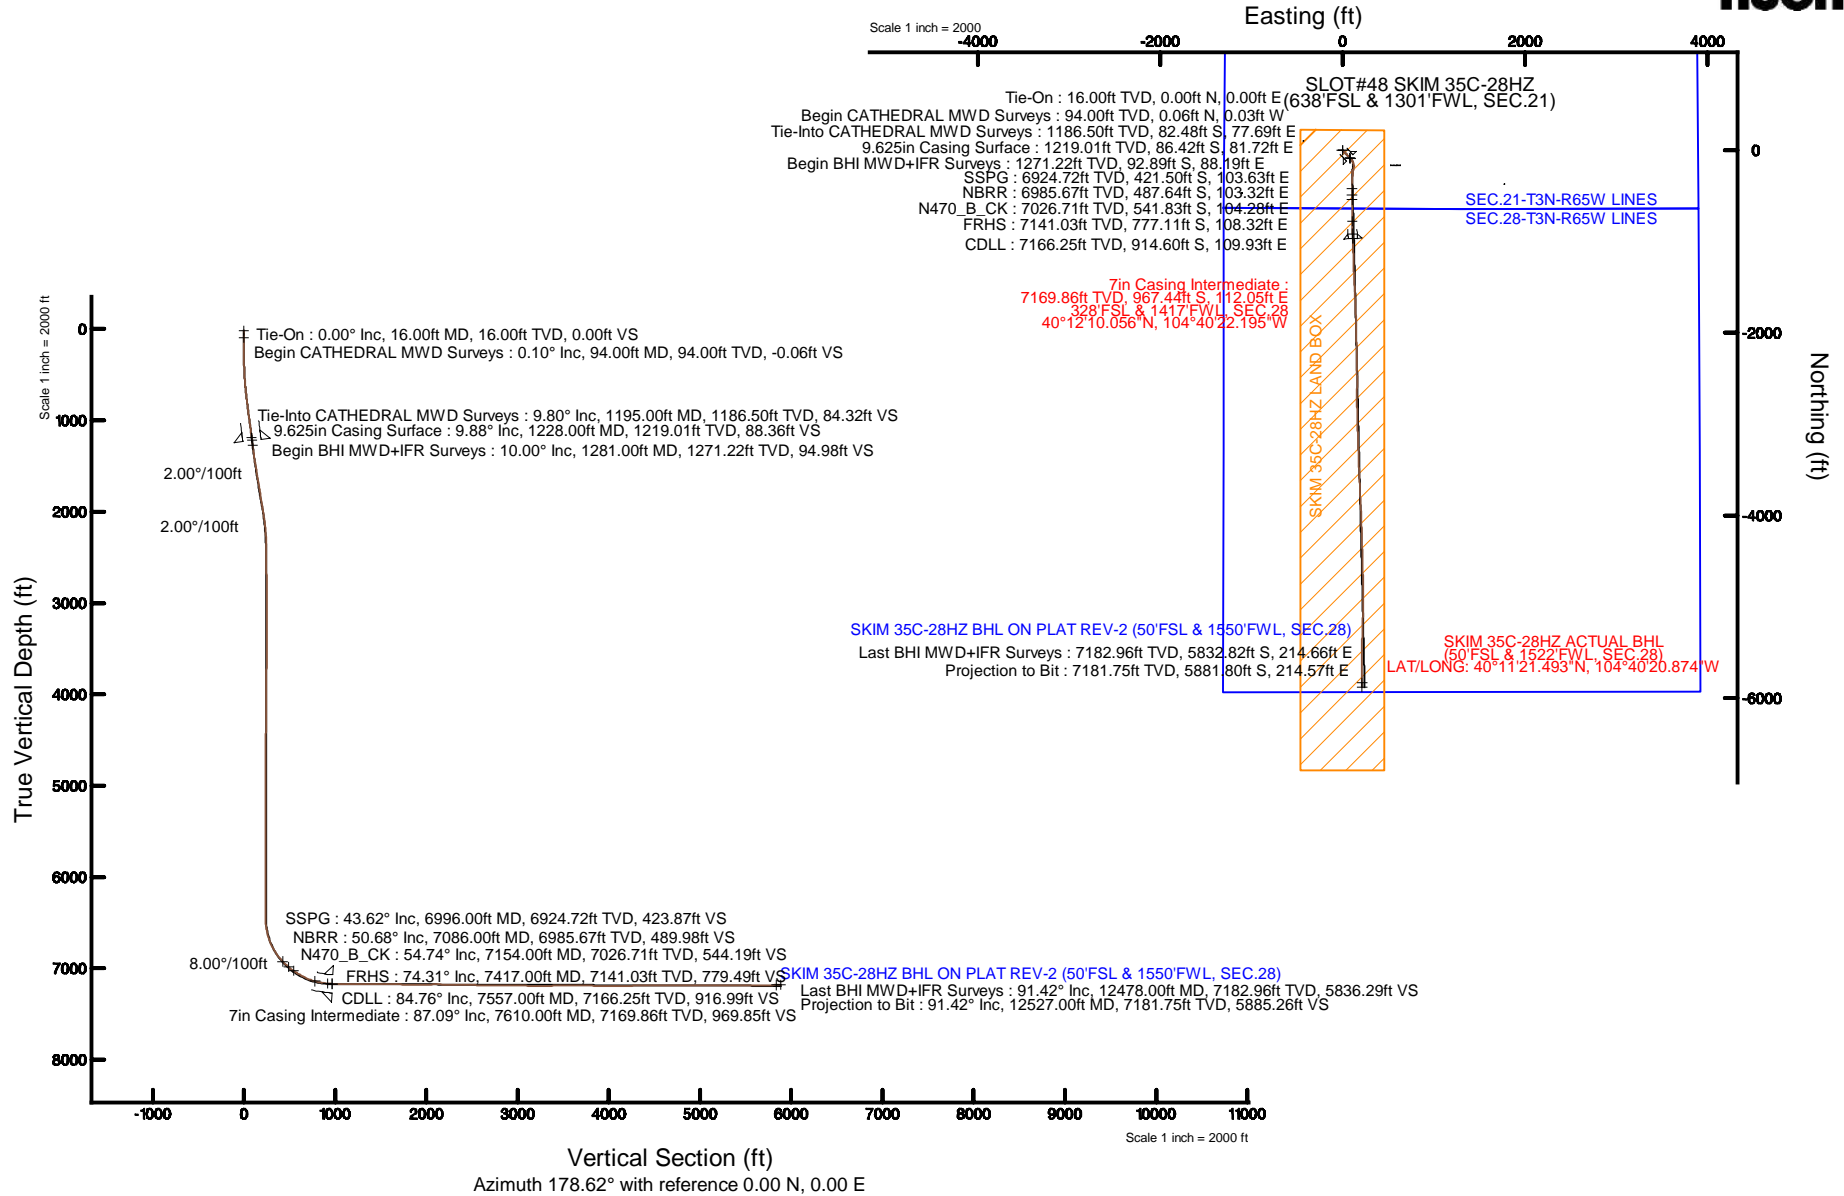 Easting (ft)
Scale 1 inch = 2000
-4000
-2000
0
2000
4000
SLOT#48 SKIM 35C-28HZ
(638'FSL & 1301'FWL, SEC.21)
Tie-On : 16.00ft TVD, 0.00ft N, 0.00ft E
Begin CATHEDRAL MWD Surveys : 94.00ft TVD, 0.06ft N, 0.03ft W
Tie-Into CATHEDRAL MWD Surveys : 1186.50ft TVD, 82.48ft S, 77.69ft E
9.625in Casing Surface : 1219.01ft TVD, 86.42ft S, 81.72ft E
Begin BHI MWD+IFR Surveys : 1271.22ft TVD, 92.89ft S, 88.19ft E
SSPG : 6924.72ft TVD, 421.50ft S, 103.63ft E
NBRR : 6985.67ft TVD, 487.64ft S, 103.32ft E
N470_B_CK : 7026.71ft TVD, 541.83ft S, 104.28ft E
FRHS : 7141.03ft TVD, 777.11ft S, 108.32ft E
CDLL : 7166.25ft TVD, 914.60ft S, 109.93ft E
SEC.21-T3N-R65W LINES
SEC.28-T3N-R65W LINES
7in Casing Intermediate :
7169.86ft TVD, 967.44ft S, 112.05ft E
328'FSL & 1417'FWL, SEC.28
40°12'10.056"N, 104°40'22.195"W
SKIM 35C-28HZ LAND BOX
0
-2000
-4000
-6000
Northing (ft)
SKIM 35C-28HZ BHL ON PLAT REV-2 (50'FSL & 1550'FWL, SEC.28)
Last BHI MWD+IFR Surveys : 7182.96ft TVD, 5832.82ft S, 214.66ft E
Projection to Bit : 7181.75ft TVD, 5881.80ft S, 214.57ft E
SKIM 35C-28HZ ACTUAL BHL
(50'FSL & 1522'FWL, SEC.28)
LAT/LONG: 40°11'21.493"N, 104°40'20.874"W
Scale 1 inch = 2000 ft
True Vertical Depth (ft)
0
1000
2000
3000
4000
5000
6000
7000
8000
Tie-On : 0.00° Inc, 16.00ft MD, 16.00ft TVD, 0.00ft VS
Begin CATHEDRAL MWD Surveys : 0.10° Inc, 94.00ft MD, 94.00ft TVD, -0.06ft VS
Tie-Into CATHEDRAL MWD Surveys : 9.80° Inc, 1195.00ft MD, 1186.50ft TVD, 84.32ft VS
9.625in Casing Surface : 9.88° Inc, 1228.00ft MD, 1219.01ft TVD, 88.36ft VS
Begin BHI MWD+IFR Surveys : 10.00° Inc, 1281.00ft MD, 1271.22ft TVD, 94.98ft VS
2.00°/100ft
2.00°/100ft
SSPG : 43.62° Inc, 6996.00ft MD, 6924.72ft TVD, 423.87ft VS
NBRR : 50.68° Inc, 7086.00ft MD, 6985.67ft TVD, 489.98ft VS
N470_B_CK : 54.74° Inc, 7154.00ft MD, 7026.71ft TVD, 544.19ft VS
8.00°/100ft
FRHS : 74.31° Inc, 7417.00ft MD, 7141.03ft TVD, 779.49ft VS
SKIM 35C-28HZ BHL ON PLAT REV-2 (50'FSL & 1550'FWL, SEC.28)
CDLL : 84.76° Inc, 7557.00ft MD, 7166.25ft TVD, 916.99ft VS
Last BHI MWD+IFR Surveys : 91.42° Inc, 12478.00ft MD, 7182.96ft TVD, 5836.29ft VS
7in Casing Intermediate : 87.09° Inc, 7610.00ft MD, 7169.86ft TVD, 969.85ft VS
Projection to Bit : 91.42° Inc, 12527.00ft MD, 7181.75ft TVD, 5885.26ft VS
-1000
0
1000
2000
3000
4000
5000
6000
7000
8000
9000
10000
11000
Scale 1 inch = 2000 ft
Vertical Section (ft)
Azimuth 178.62° with reference 0.00 N, 0.00 E